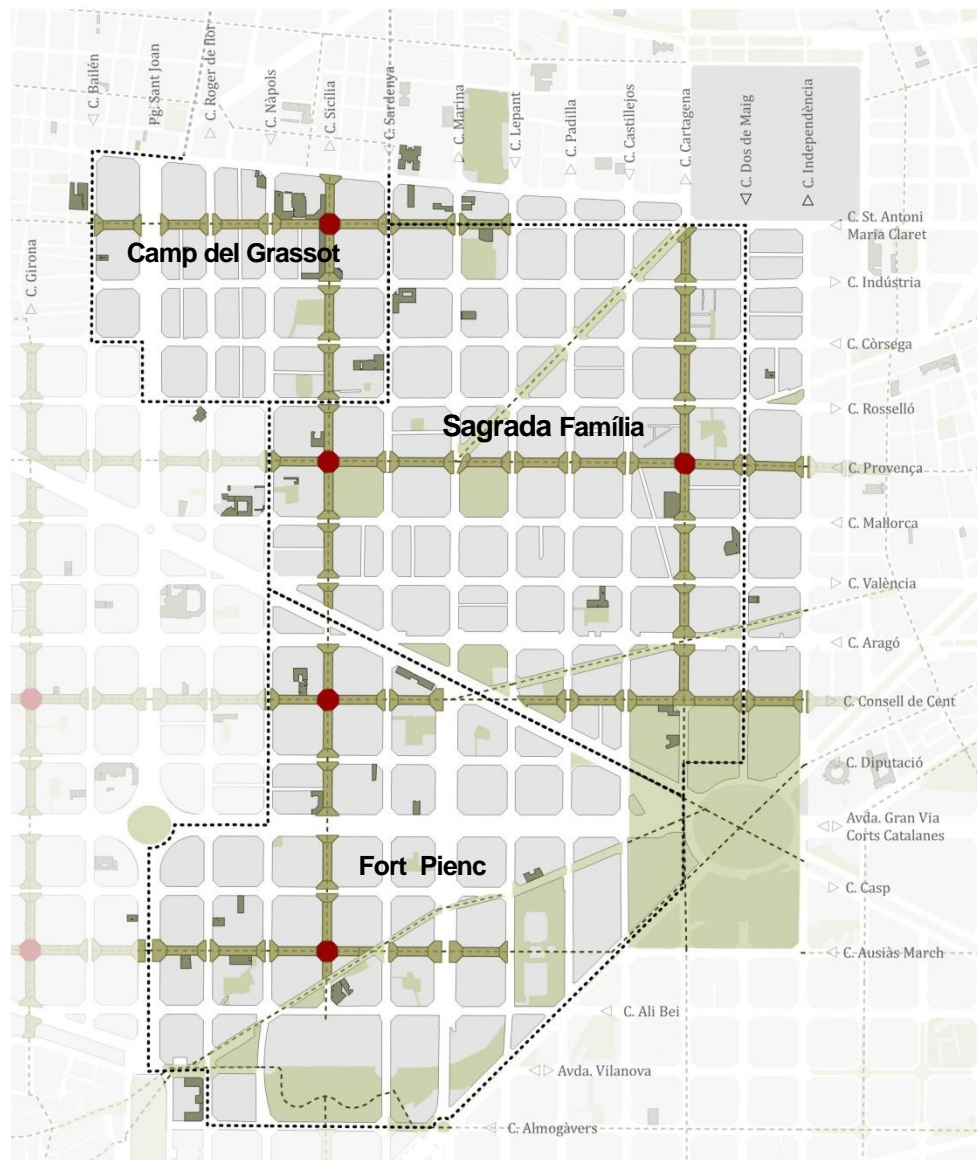 C. Bailén
Pg. Sant Joan
C. Roger de flor
C. Nàpols
C. Sicília
C. Sardenya
C. Marina
C. Lepant
C. Padilla
C. Castillejos
C. Cartagena
C. Dos de Maig
C. Independència
C. Girona
Camp del Grassot
C. St. Antoni
Maria Claret
C. Indústria
C. Còrsega
C. Rosselló
Sagrada Família
C. Provença
C. Mallorca
C. València
C. Aragó
C. Consell de Cent
C. Diputació
Avda. Gran Via
Corts Catalanes
Fort Pienc
C. Casp
C. Ausiàs March
C. Ali Bei
Avda. Vilanova
C. Almogàvers